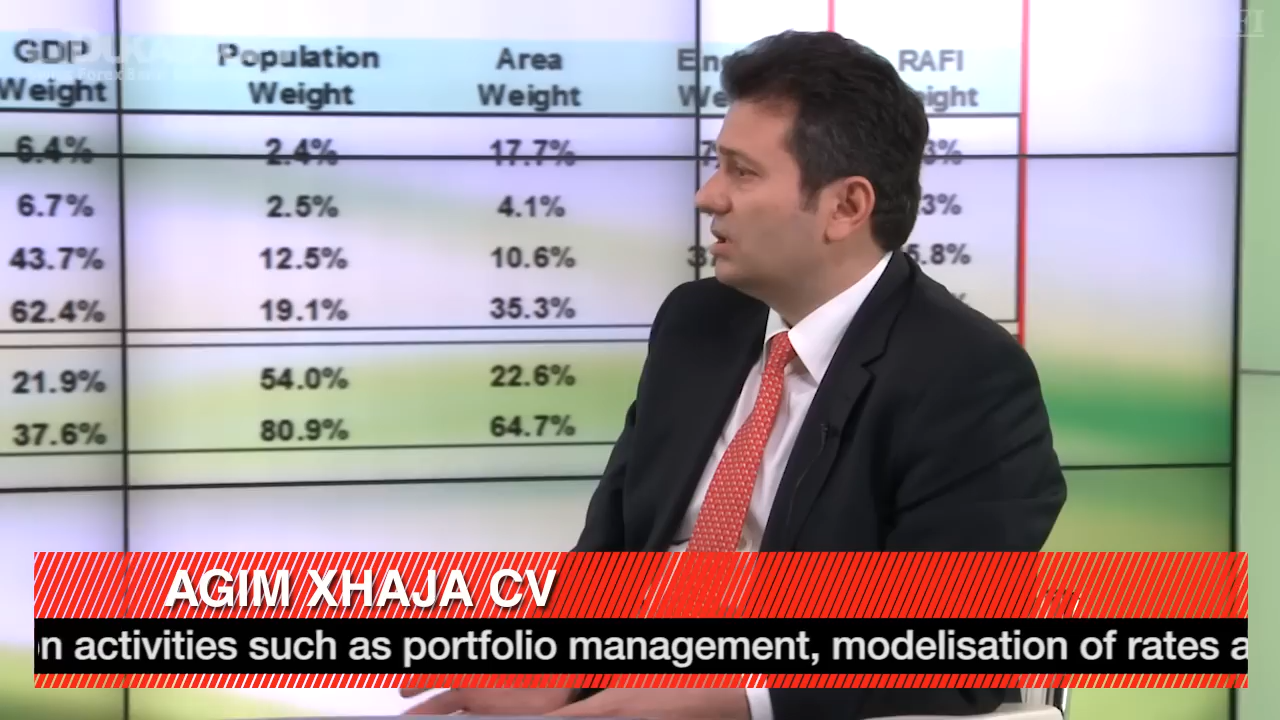 GDP Population Area RAFI
Weight Weight Weight
6.4% 2.4% 17.7%
6.7% 2.5% 4.1%
43.7% 12.5% 10.6%
62.4% 19.1% 35.3%
21.9% 54.0% 22.6%
37.6% 80.9% 64.7%
AGIM XHAJA CV
activities such as portfolio management, modelisation of rates